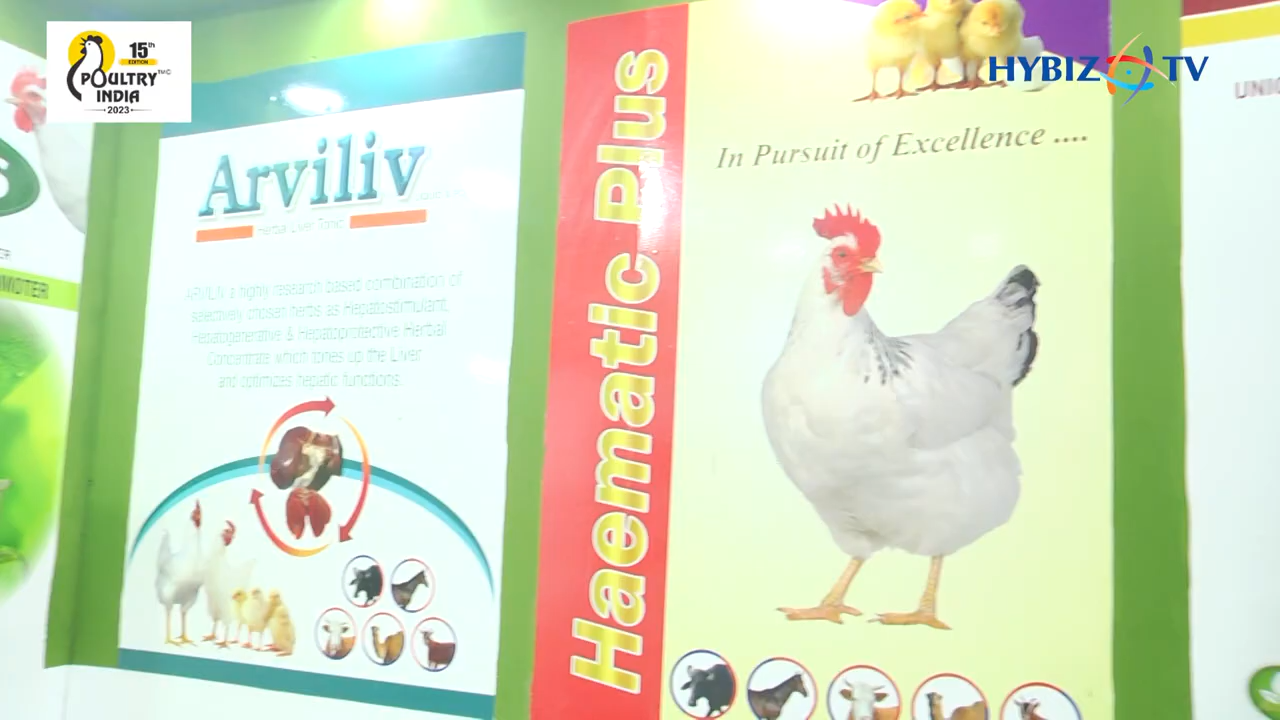 15th
EDITION
POULTRY
INDIA
2023
HYBIZ TV
Arviliv
Herbal Liver Tonic
ARVILIV a highly research based combination of
selectively chosen herbs as Hepatostimulant,
Hepatogenerative & Hepatoprotective Herbal
Concentrate which tones up the Liver
and optimizes hepatic functions.
Haematic Plus
In Pursuit of Excellence ....